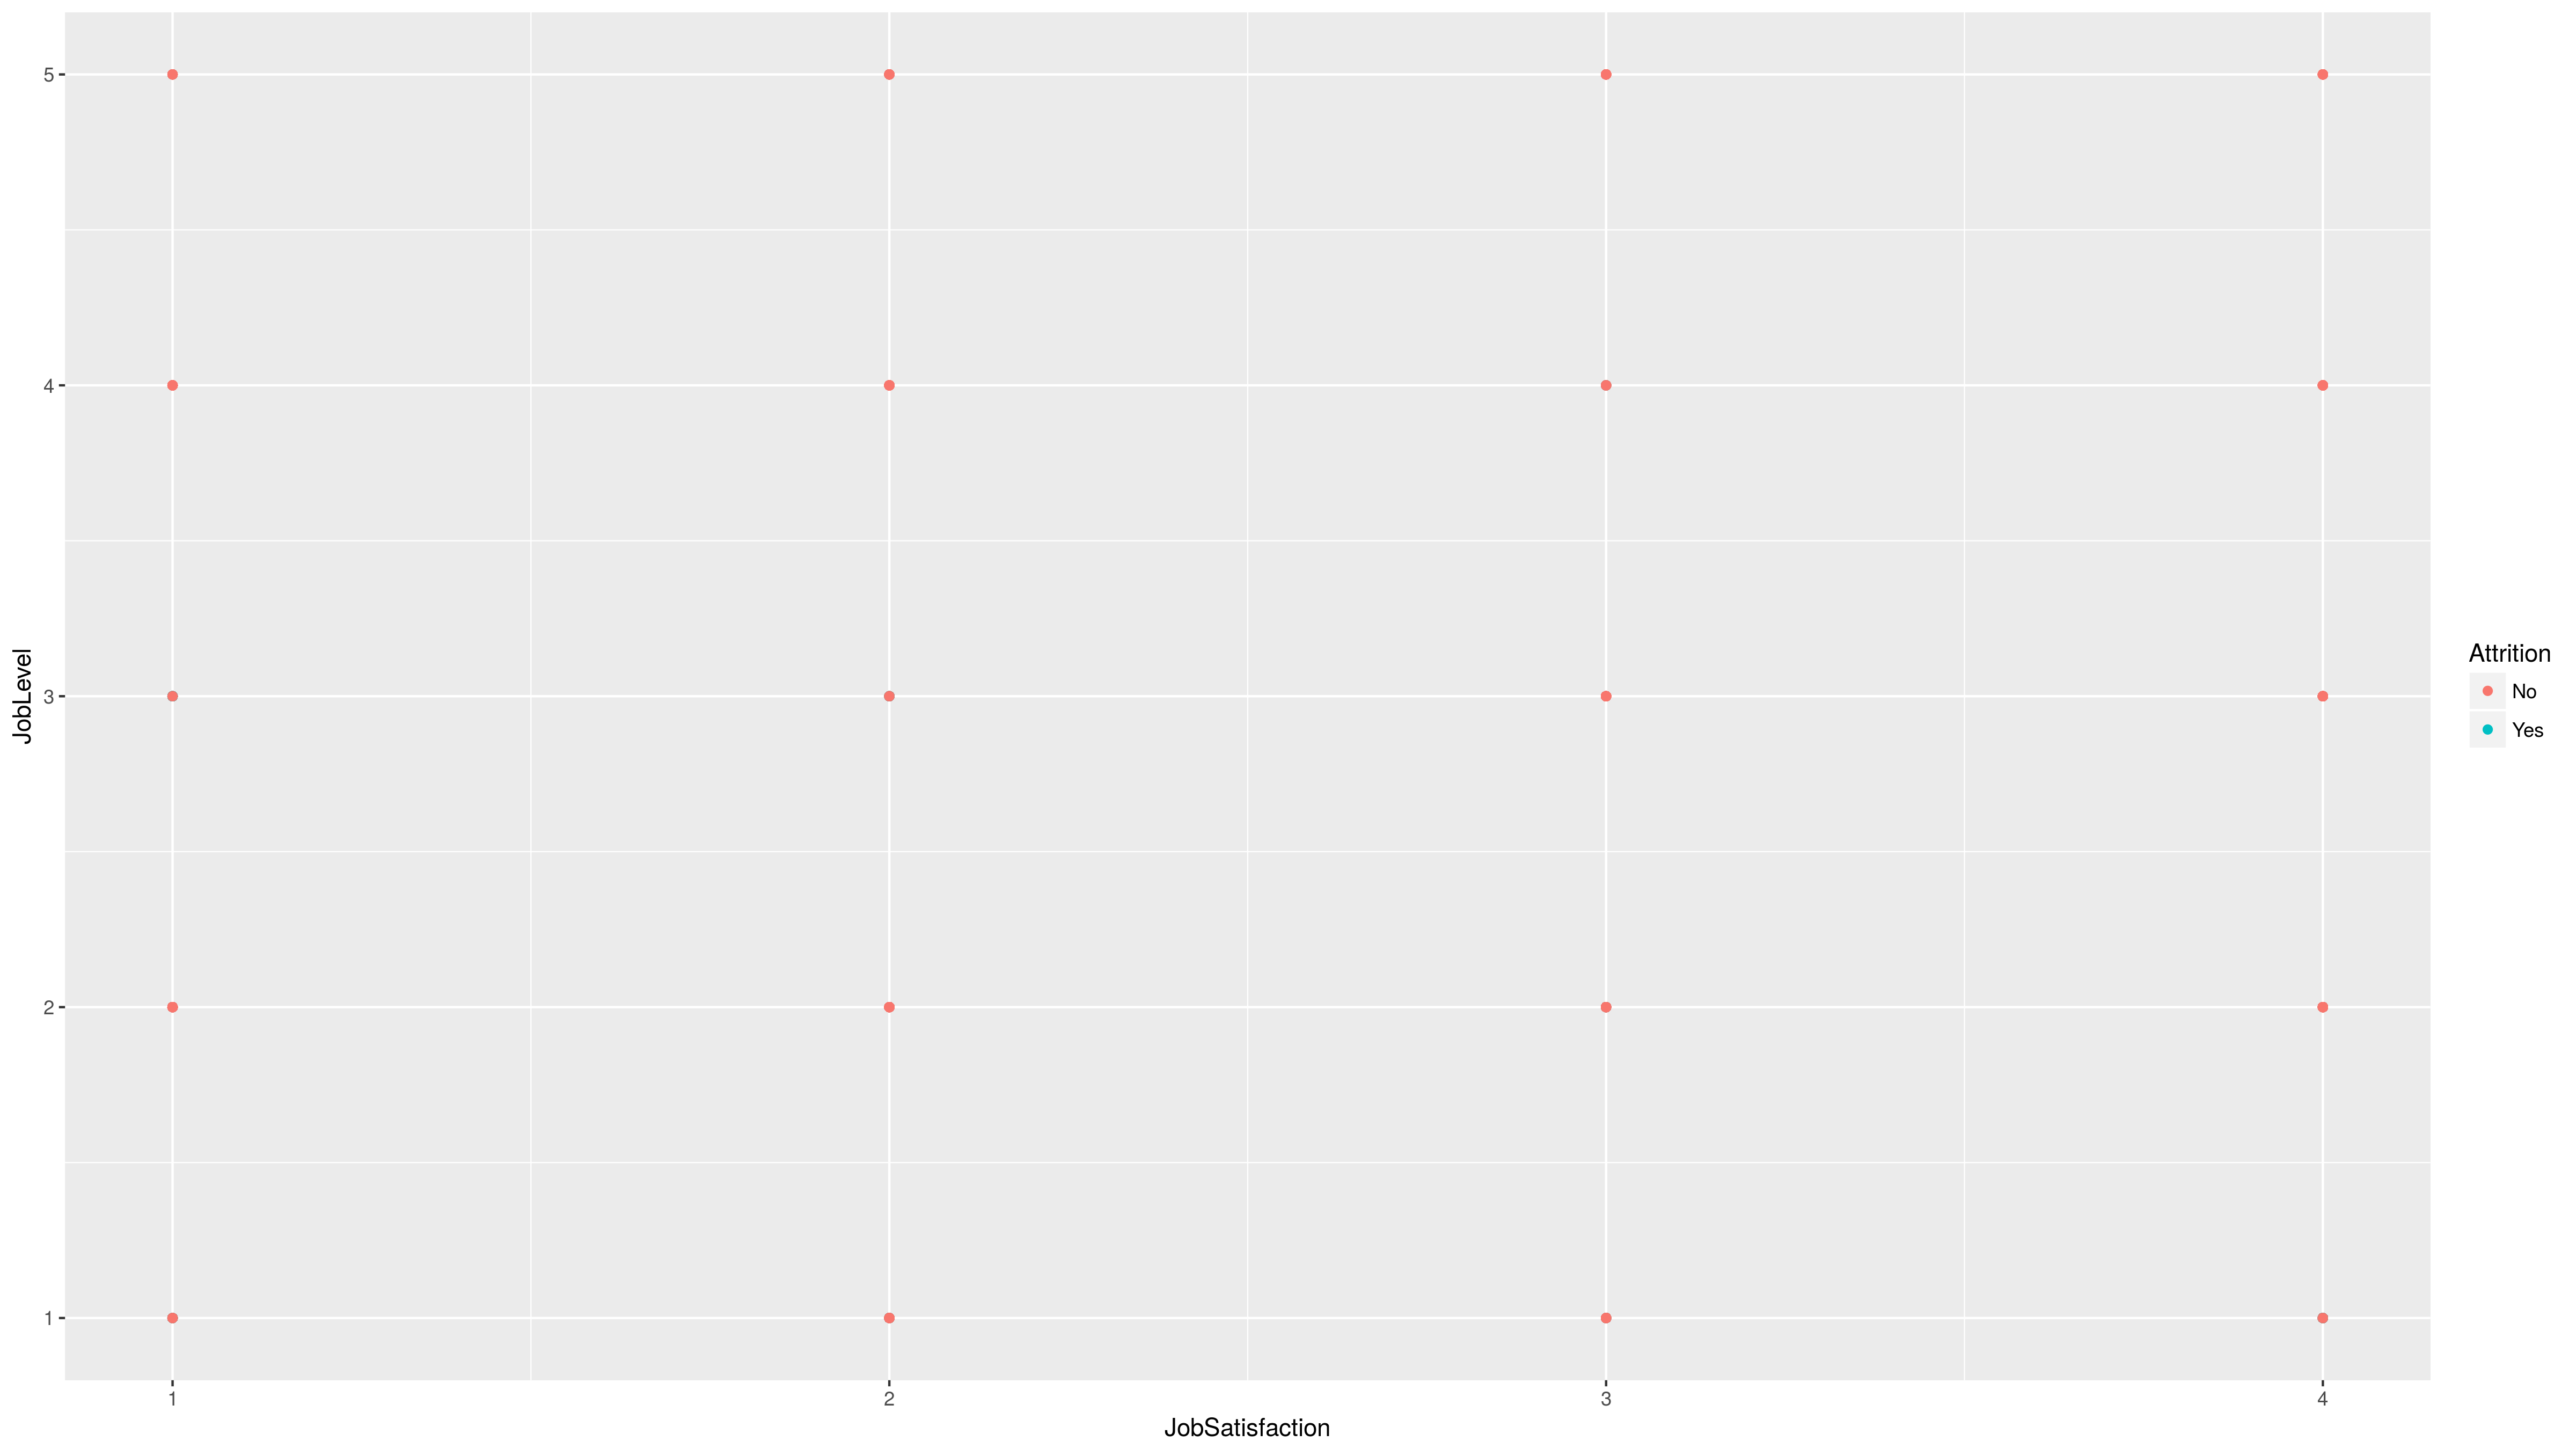 5
4
3
2
1
JobLevel
1 2 3 4
JobSatisfaction
Attrition
No
Yes